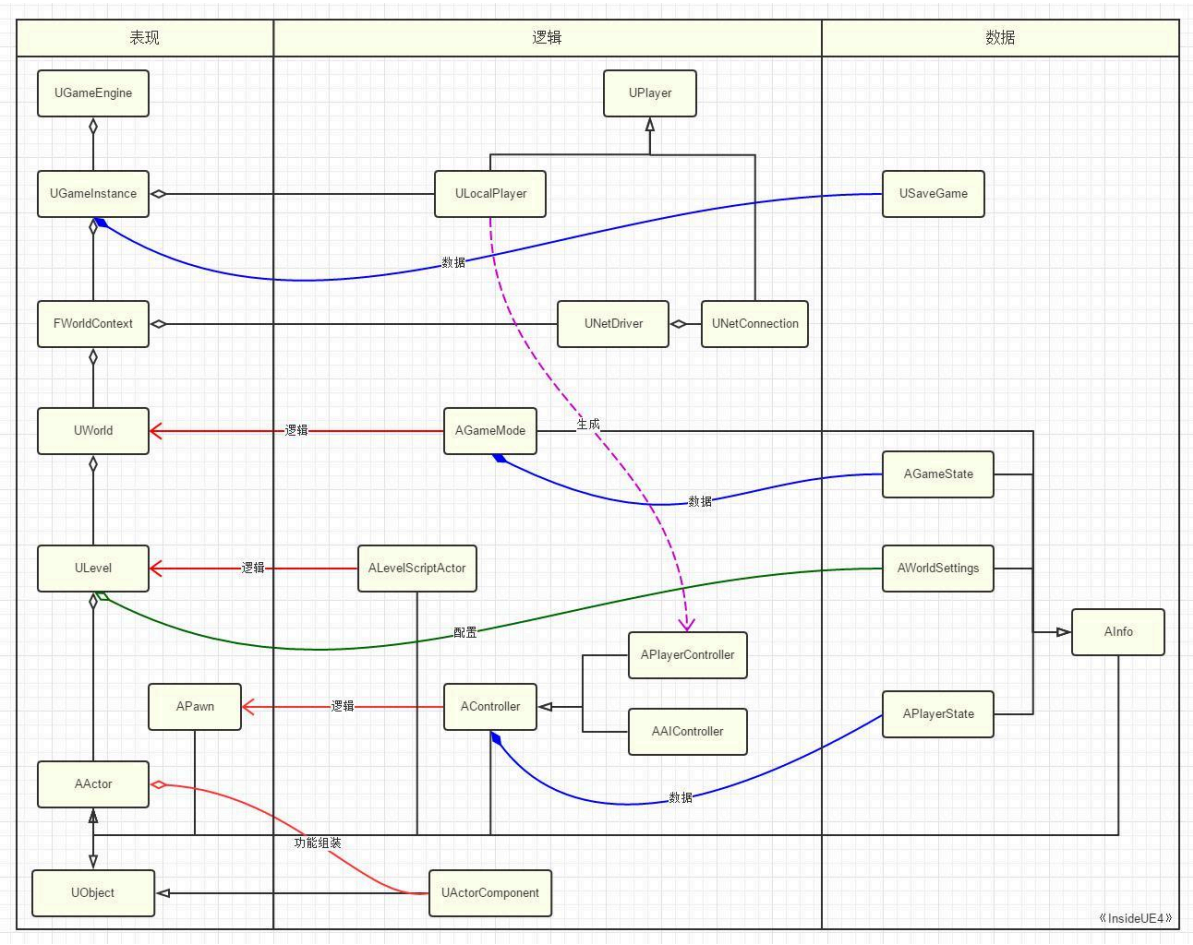 表现
逻辑
数据
UGameEngine
UPlayer
UGameInstance
ULocalPlayer
USaveGame
数据
FWorldContext
UNetDriver
UNetConnection
UWorld
逻辑
AGameMode
生成
AGameState
数据
ULevel
逻辑
ALevelScriptActor
AWorldSettings
配置
AInfo
APlayerController
APawn
逻辑
AController
APlayerState
AAIController
AActor
数据
功能组装
UObject
UActorComponent
《InsideUE4》